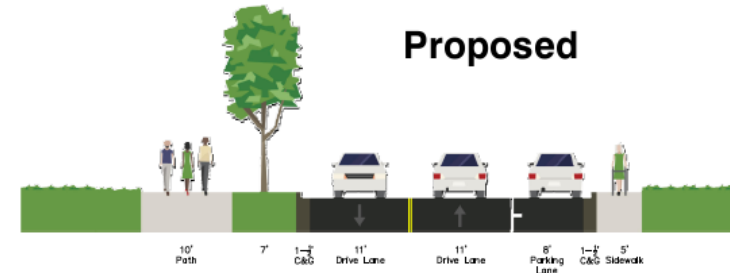 Proposed
10' 7' 1-½' 11' 11' 8' 1-½' 5'
Path C&G Drive Lane Drive Lane Parking C&G Sidewalk
Lane